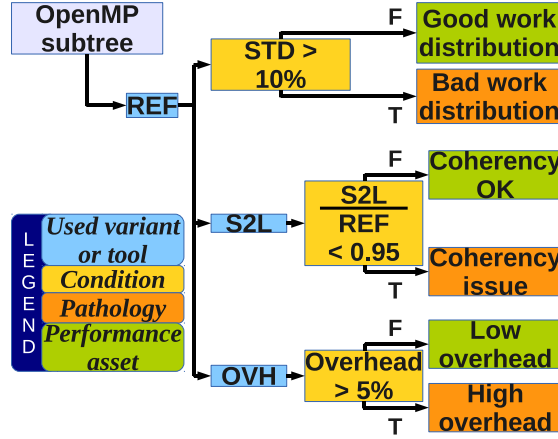 OpenMP
subtree
REF
STD >
10%
F
Good work
distribution
Bad work
distribution
T
S2L
S2L
REF
< 0.95
F
Coherency
OK
Coherency
issue
T
OVH
Overhead
> 5%
F
Low
overhead
High
overhead
T
LEGEND
Used variant
or tool
Condition
Pathology
Performance
asset